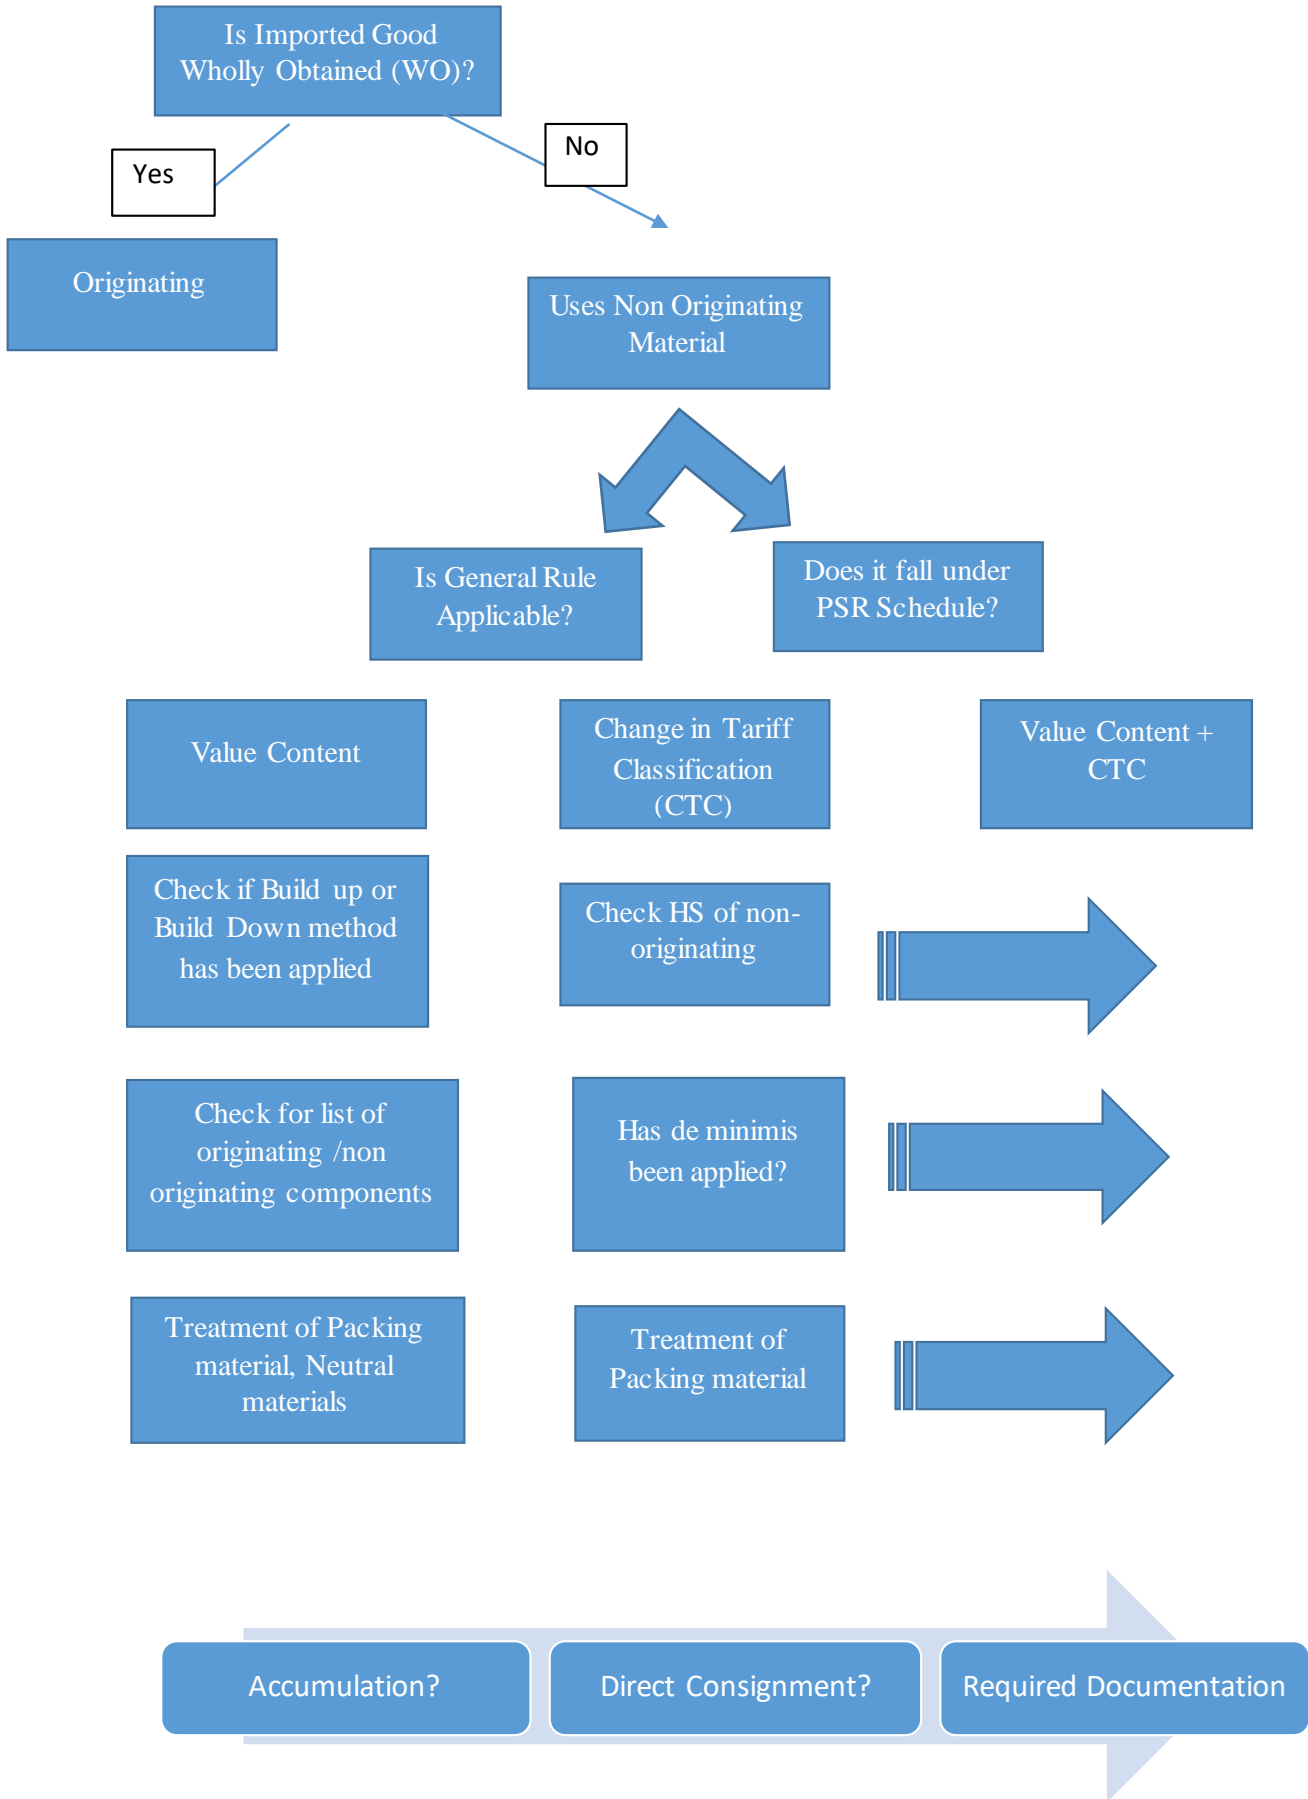 Is Imported Good
Wholly Obtained (WO)?
Yes
No
Originating
Uses Non Originating
Material
Is General Rule
Applicable?
Does it fall under
PSR Schedule?
Value Content
Change in Tariff
Classification
(CTC)
Value Content +
CTC
Check if Build up or
Build Down method
has been applied
Check HS of non-
originating
Check for list of
originating /non
originating components
Has de minimis
been applied?
Treatment of Packing
material, Neutral
materials
Treatment of
Packing material
Accumulation?
Direct Consignment?
Required Documentation